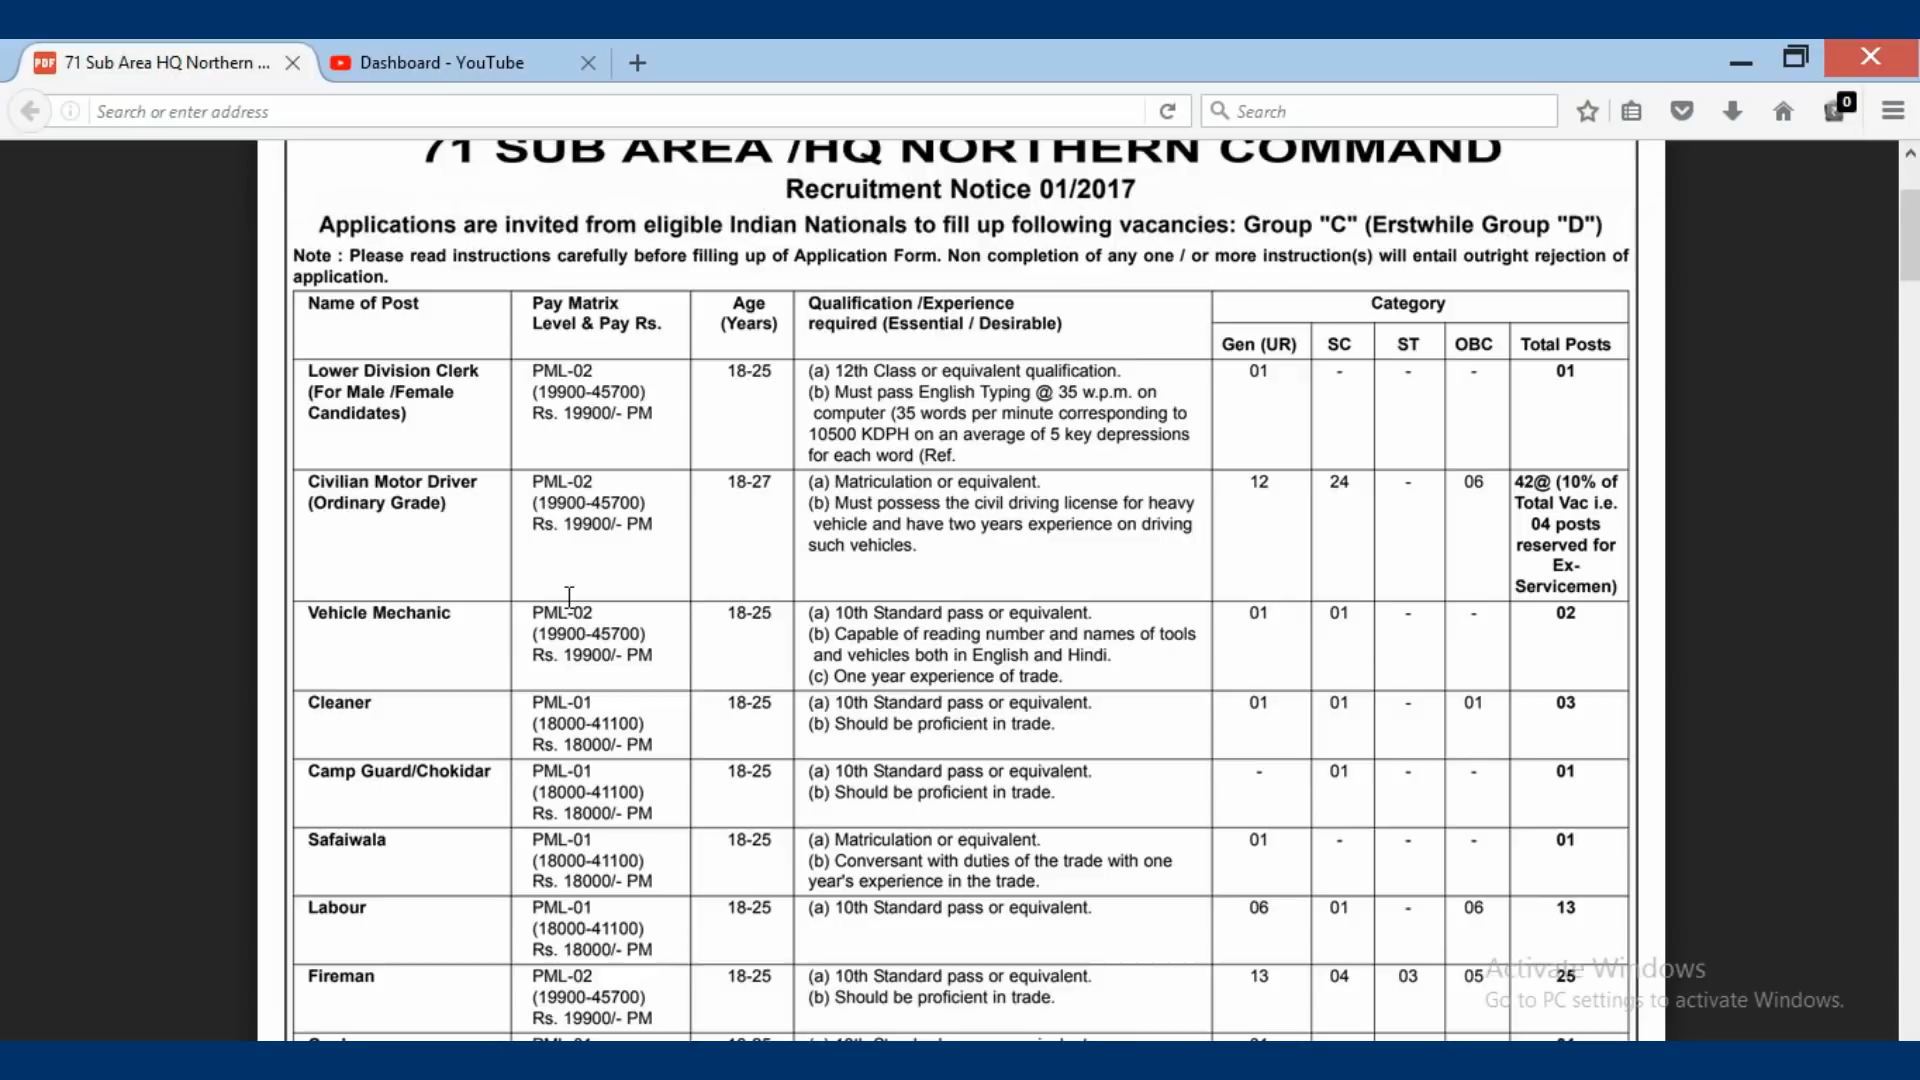 71 Sub Area HQ Northern ...
Dashboard - YouTube
Search or enter address
Search
0
71 SUB AREA /HQ NORTHERN COMMAND
Recruitment Notice 01/2017
Applications are invited from eligible Indian Nationals to fill up following vacancies: Group "C" (Erstwhile Group "D")
Note : Please read instructions carefully before filling up of Application Form. Non completion of any one / or more instruction(s) will entail outright rejection of
application.
Name of Post
Pay Matrix
Level & Pay Rs.
Age
(Years)
Qualification /Experience
required (Essential / Desirable)
Category
Gen (UR) SC ST OBC Total Posts
Lower Division Clerk
(For Male /Female
Candidates)
PML-02
(19900-45700)
Rs. 19900/- PM
18-25
(a) 12th Class or equivalent qualification.
(b) Must pass English Typing @ 35 w.p.m. on
computer (35 words per minute corresponding to
10500 KDPH on an average of 5 key depressions
for each word (Ref.
01 - - - 01
Civilian Motor Driver
(Ordinary Grade)
PML-02
(19900-45700)
Rs. 19900/- PM
18-27
(a) Matriculation or equivalent.
(b) Must possess the civil driving license for heavy
vehicle and have two years experience on driving
such vehicles.
12 24 - 06
42@ (10% of
Total Vac i.e.
04 posts
reserved for
Ex-
Servicemen)
Vehicle Mechanic
PML-02
(19900-45700)
Rs. 19900/- PM
18-25
(a) 10th Standard pass or equivalent.
(b) Capable of reading number and names of tools
and vehicles both in English and Hindi.
(c) One year experience of trade.
01 01 - - 02
Cleaner
PML-01
(18000-41100)
Rs. 18000/- PM
18-25
(a) 10th Standard pass or equivalent.
(b) Should be proficient in trade.
01 01 - 01 03
Camp Guard/Chokidar
PML-01
(18000-41100)
Rs. 18000/- PM
18-25
(a) 10th Standard pass or equivalent.
(b) Should be proficient in trade.
- 01 - - 01
Safaiwala
PML-01
(18000-41100)
Rs. 18000/- PM
18-25
(a) Matriculation or equivalent.
(b) Conversant with duties of the trade with one
year's experience in the trade.
01 - - - 01
Labour
PML-01
(18000-41100)
Rs. 18000/- PM
18-25
(a) 10th Standard pass or equivalent.
06 01 - 06 13
Fireman
PML-02
(19900-45700)
Rs. 19900/- PM
18-25
(a) 10th Standard pass or equivalent.
(b) Should be proficient in trade.
13 04 03 05 25
Activate Windows
Go to PC settings to activate Windows.